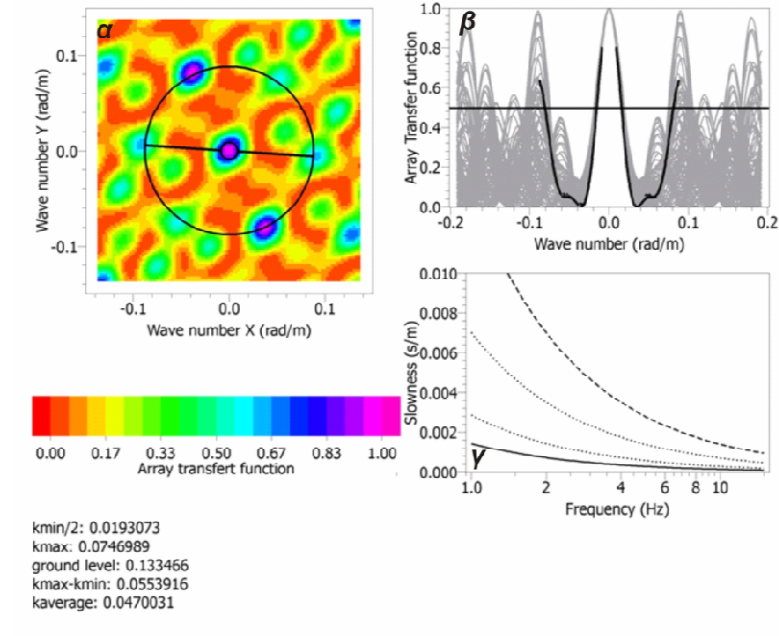 α
0.1
0.0
-0.1
Wave number Y (rad/m)
-0.1 0.0 0.1
Wave number X (rad/m)
β
1.0
0.8
0.6
0.4
0.2
0.0
Array Transfer function
-0.2 -0.1 0.0 0.1 0.2
Wave number (rad/m)
0.010
0.008
0.006
0.004
0.002
0.000
Slowness (s/m)
γ
1.0 2 4 6 8 10
Frequency (Hz)
0.00 0.17 0.33 0.50 0.67 0.83 1.00
Array transfert function
kmin/2: 0.0193073
kmax: 0.0746989
ground level: 0.133466
kmax-kmin: 0.0553916
kaverage: 0.0470031